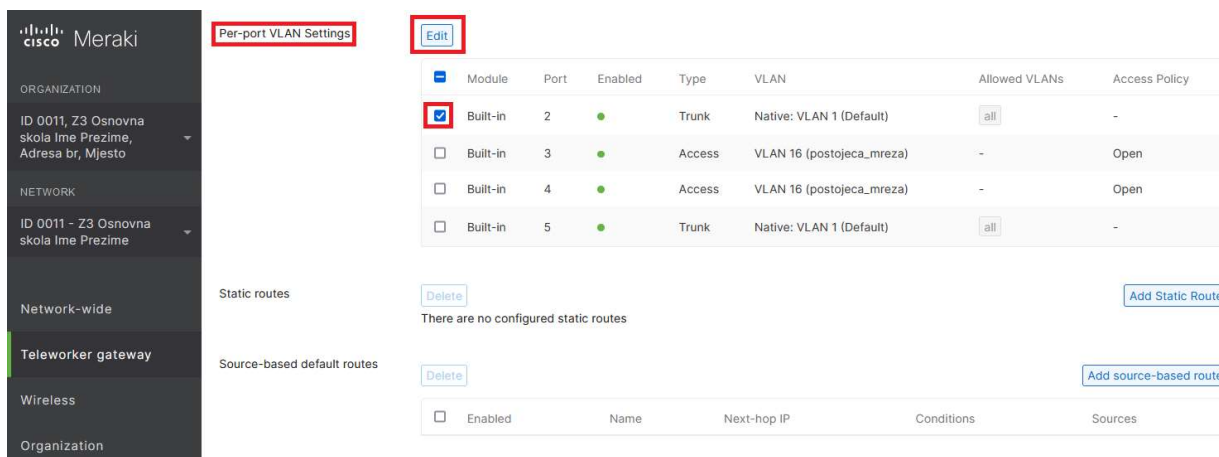 CISCO Meraki
ORGANIZATION
ID 0011, Z3 Osnovna
skola Ime Prezime,
Adresa br, Mjesto
NETWORK
ID 0011 - Z3 Osnovna
skola Ime Prezime
Network-wide
Teleworker gateway
Wireless
Organization
Per-port VLAN Settings
Edit
Module Port Enabled Type VLAN Allowed VLANs Access Policy
Built-in 2 Trunk Native: VLAN 1 (Default) all -
Built-in 3 Access VLAN 16 (postojeca_mreza) - Open
Built-in 4 Access VLAN 16 (postojeca_mreza) - Open
Built-in 5 Trunk Native: VLAN 1 (Default) all -
Static routes
Delete
Add Static Route
There are no configured static routes
Source-based default routes
Delete
Add source-based route
Enabled Name Next-hop IP Conditions Sources